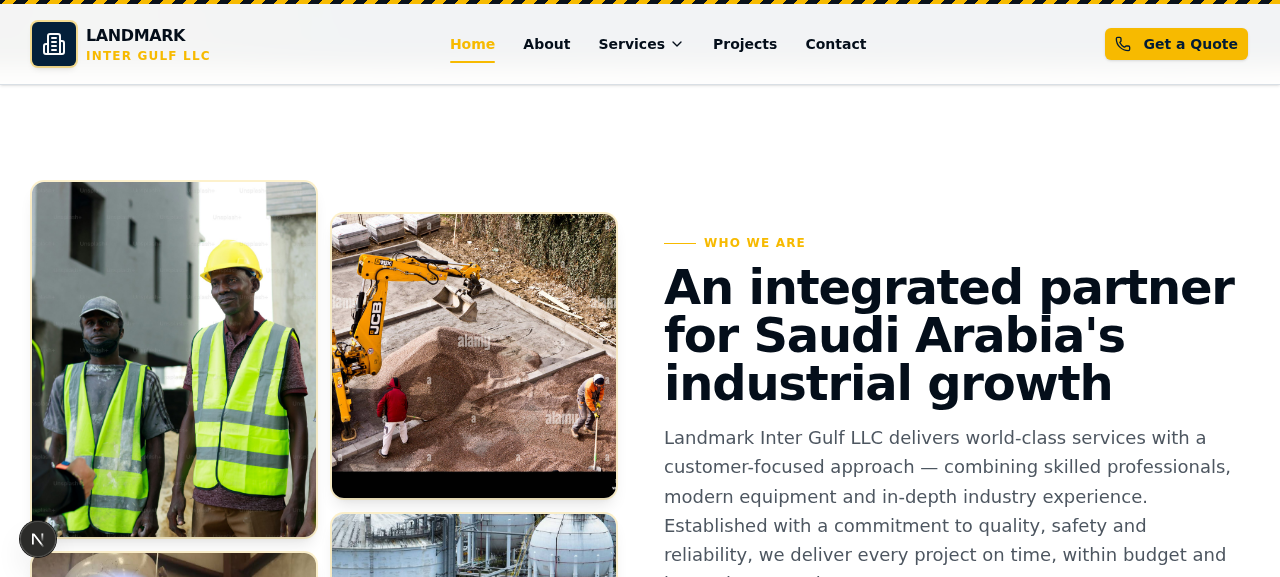 LANDMARK
INTER GULF LLC
Home
About
Services
Projects
Contact
Get a Quote
JCB
alamy
alamy
a
a
a
a
WHO WE ARE
An integrated partner
for Saudi Arabia's
industrial growth
Landmark Inter Gulf LLC delivers world-class services with a
customer-focused approach — combining skilled professionals,
modern equipment and in-depth industry experience.
Established with a commitment to quality, safety and
reliability, we deliver every project on time, within budget and
N